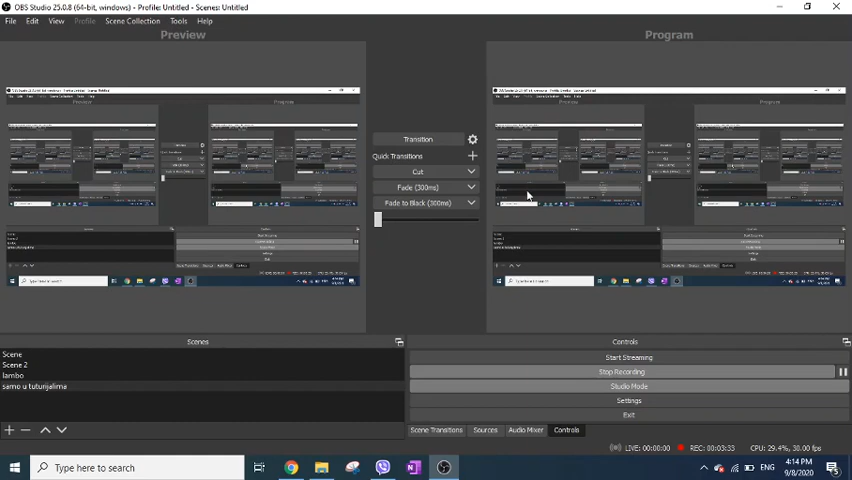 OBS Studio 25.0.8 (64-bit, windows) - Profile: Untitled - Scenes: Untitled
File Edit View Profile Scene Collection Tools Help
Preview
Program
Transition
Quick Transitions
Cut
Fade (300ms)
Fade to Black (300ms)
Scenes
Scene
Scene 2
lambo
samo u tuturijalima
Controls
Start Streaming
Stop Recording
Studio Mode
Settings
Exit
Scene Transitions Sources Audio Mixer Controls
LIVE: 00:00:00 REC: 00:03:33 CPU: 29.4%, 30.00 fps
Type here to search
ENG
4:14 PM
9/8/2020
5